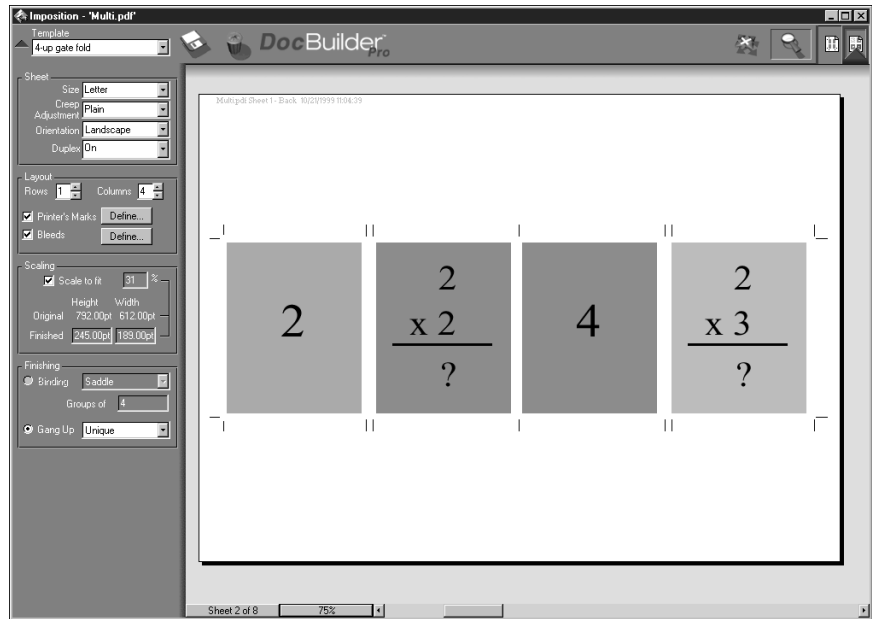 Imposition - 'Multi.pdf'
Template
4-up gate fold
DocBuilder™
Pro
Sheet
Size Letter
Creep
Adjustment Plain
Orientation Landscape
Duplex On
Layout
Rows 1 Columns 4
Printer's Marks Define...
Bleeds Define...
Scaling
Scale to fit 31 %
Height Width
Original 792.00pt 612.00pt
Finished 245.00pt 189.00pt
Finishing
Binding Saddle
Groups of 4
Gang Up Unique
Multi.pdf Sheet 1 - Back 10/21/1999 11:04:39
2
2
x 2
?
4
2
x 3
?
Sheet 2 of 8 75%